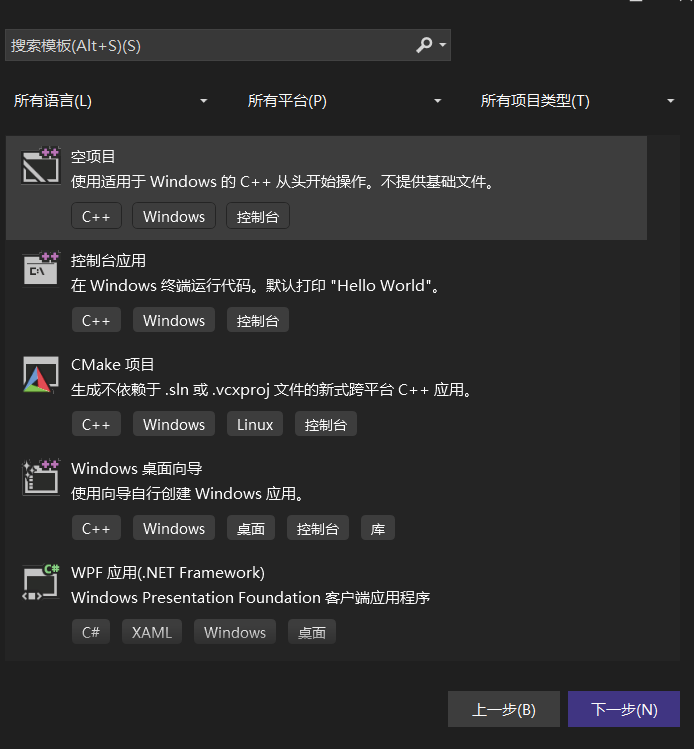 搜索模板(Alt+S)(S)
所有语言(L) 所有平台(P) 所有项目类型(T)
空项目
使用适用于 Windows 的 C++ 从头开始操作。不提供基础文件。
C++ Windows 控制台
控制台应用
在 Windows 终端运行代码。默认打印 "Hello World"。
C++ Windows 控制台
CMake 项目
生成不依赖于 .sln 或 .vcxproj 文件的新式跨平台 C++ 应用。
C++ Windows Linux 控制台
Windows 桌面向导
使用向导自行创建 Windows 应用。
C++ Windows 桌面 控制台 库
WPF 应用(.NET Framework)
Windows Presentation Foundation 客户端应用程序
C# XAML Windows 桌面
上一步(B) 下一步(N)